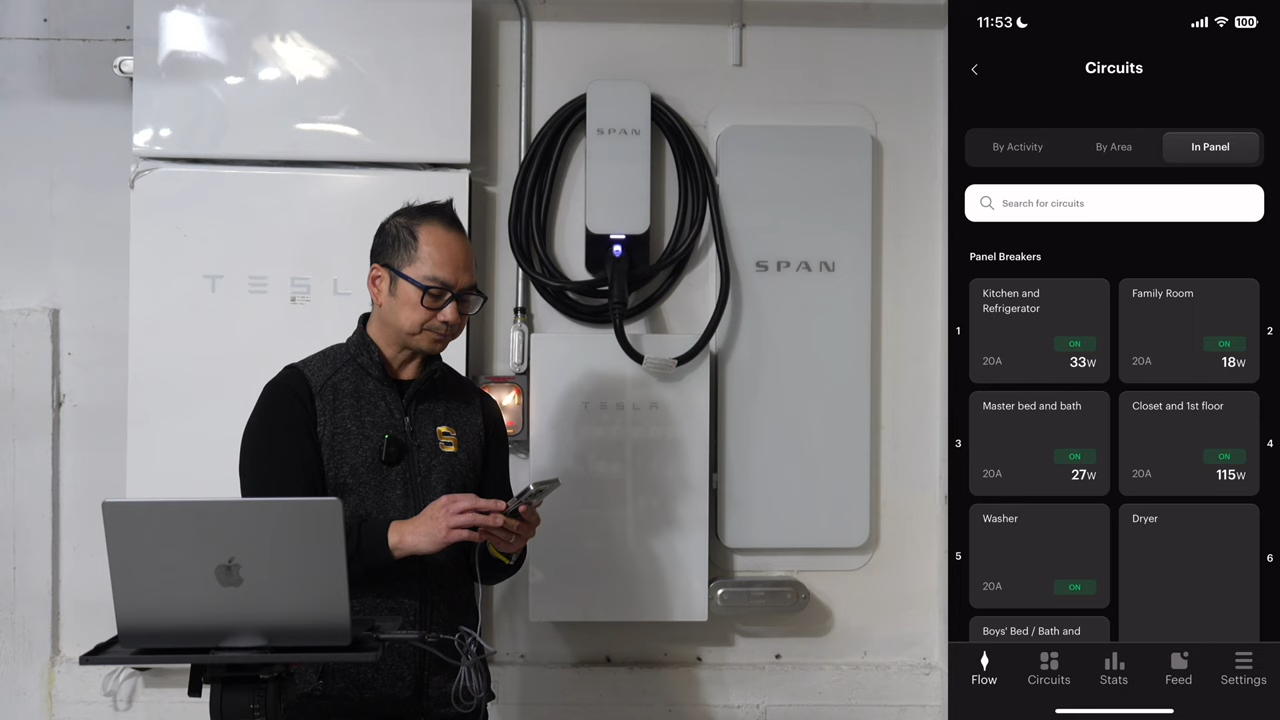 TESL
SPAN
SPAN
TESLA
S
11:53
100
Circuits
By Activity
By Area
In Panel
Search for circuits
Panel Breakers
1
Kitchen and
Refrigerator
20A
ON
33W
Family Room
20A
ON
18W
2
3
Master bed and bath
20A
ON
27W
Closet and 1st floor
20A
ON
115W
4
5
Washer
20A
ON
Dryer
6
Boys' Bed / Bath and
Flow
Circuits
Stats
Feed
Settings